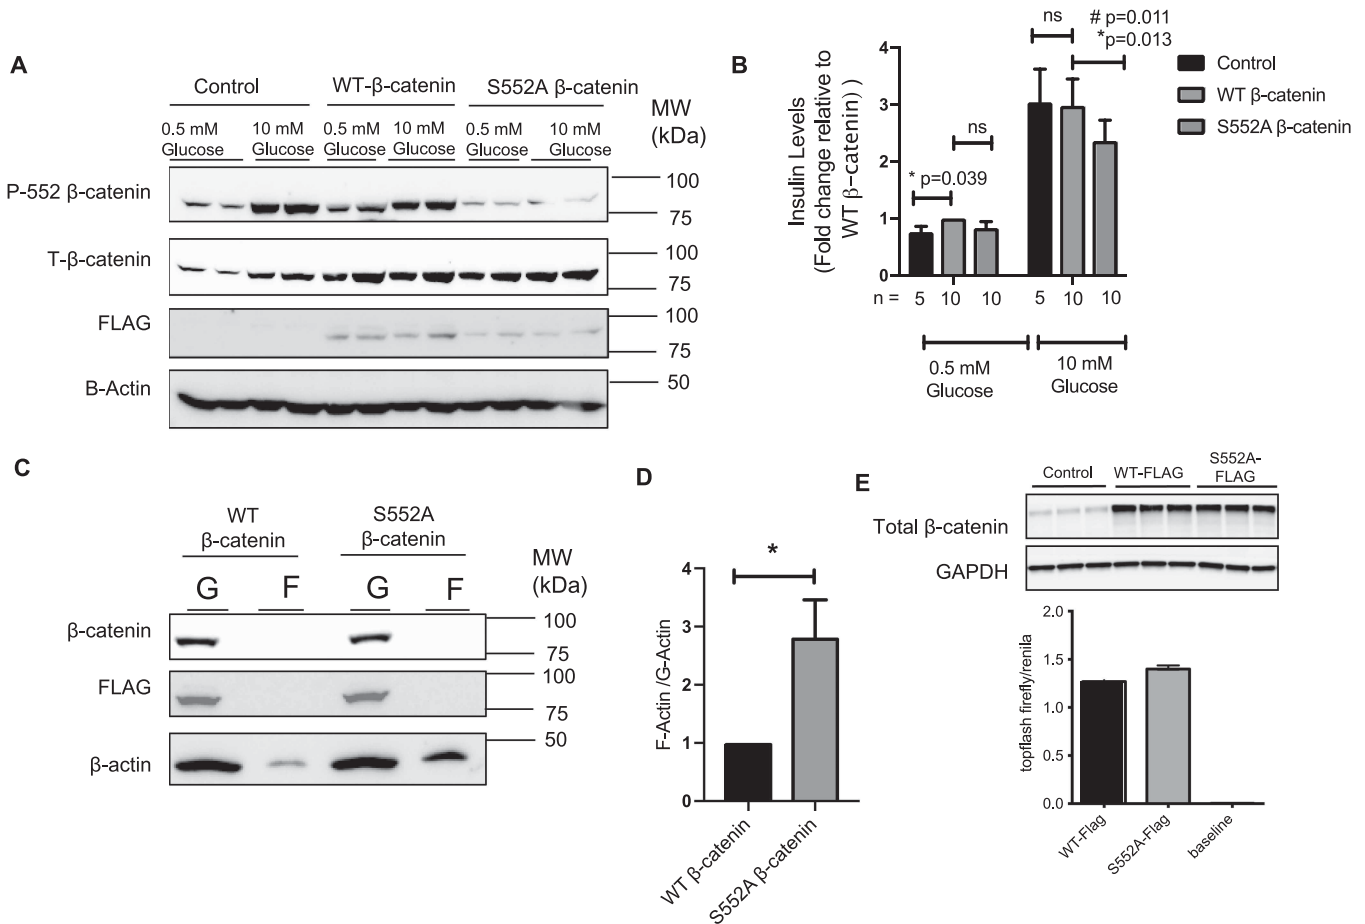 A
Control
WT-β-catenin
S552A β-catenin
MW
(kDa)
0.5 mM
Glucose
10 mM
Glucose
0.5 mM
Glucose
10 mM
Glucose
0.5 mM
Glucose
10 mM
Glucose
P-552 β-catenin
100
75
T-β-catenin
100
75
FLAG
100
75
B-Actin
50
B
Insulin Levels
(Fold change relative to
WT β-catenin) )
4
3
2
1
0
* p=0.039
ns
ns
# p=0.011
*p=0.013
Control
WT β-catenin
S552A β-catenin
n = 5 10 10 5 10 10
0.5 mM
Glucose
10 mM
Glucose
C
WT
β-catenin
S552A
β-catenin
MW
(kDa)
G F G F
β-catenin
100
75
FLAG
100
75
β-actin
50
D
*
F-Actin /G-Actin
4
3
2
1
0
WT β-catenin
S552A β-catenin
E
Control
WT-FLAG
S552A-
FLAG
Total β-catenin
GAPDH
topflash firefly/renila
2.0
1.5
1.0
0.5
0.0
WT-Flag
S552A-Flag
baseline